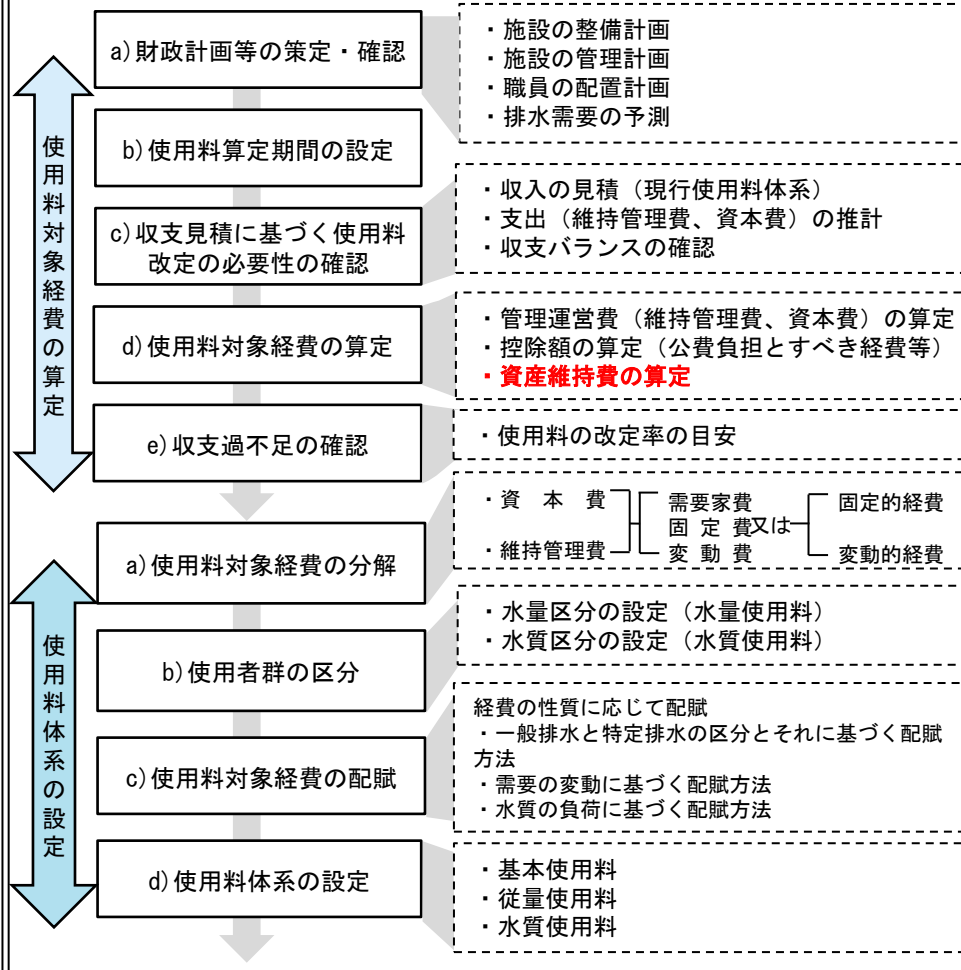 使用料対象経費の算定
a)財政計画等の策定・確認
・施設の整備計画
・施設の管理計画
・職員の配置計画
・排水需要の予測
b)使用料算定期間の設定
c)収支見積に基づく使用料
改定の必要性の確認
・収入の見積（現行使用料体系）
・支出（維持管理費、資本費）の推計
・収支バランスの確認
d)使用料対象経費の算定
・管理運営費（維持管理費、資本費）の算定
・控除額の算定（公費負担とすべき経費等）
・資産維持費の算定
e)収支過不足の確認
・使用料の改定率の目安
使用料体系の設定
a)使用料対象経費の分解
・資　本　費
・維持管理費
需要家費
固 定 費
変 動 費
又は
固定的経費
変動的経費
b)使用者群の区分
・水量区分の設定（水量使用料）
・水質区分の設定（水質使用料）
c)使用料対象経費の配賦
経費の性質に応じて配賦
・一般排水と特定排水の区分とそれに基づく配賦
方法
・需要の変動に基づく配賦方法
・水質の負荷に基づく配賦方法
d)使用料体系の設定
・基本使用料
・従量使用料
・水質使用料